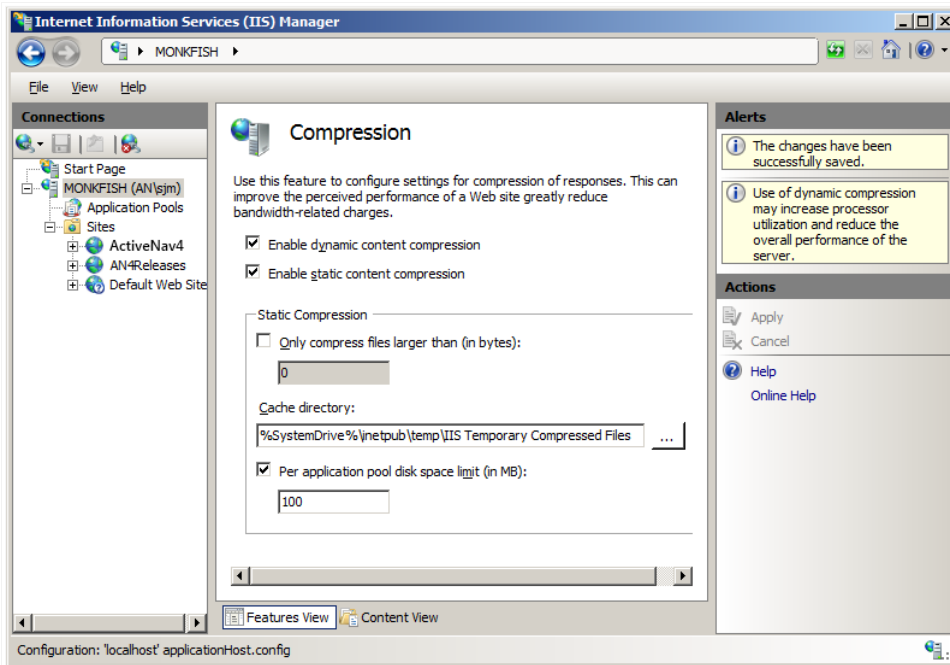 Internet Information Services (IIS) Manager
MONKFISH
File View Help
Connections
Start Page
MONKFISH (AN\sjm)
Application Pools
Sites
ActiveNav4
AN4Releases
Default Web Site
Compression
Use this feature to configure settings for compression of responses. This can
improve the perceived performance of a Web site greatly reduce
bandwidth-related charges.
Enable dynamic content compression
Enable static content compression
Static Compression
Only compress files larger than (in bytes):
0
Cache directory:
%SystemDrive%\inetpub\temp\IIS Temporary Compressed Files
...
Per application pool disk space limit (in MB):
100
Features View
Content View
Alerts
The changes have been
successfully saved.
Use of dynamic compression
may increase processor
utilization and reduce the
overall performance of the
server.
Actions
Apply
Cancel
Help
Online Help
Configuration: 'localhost' applicationHost.config